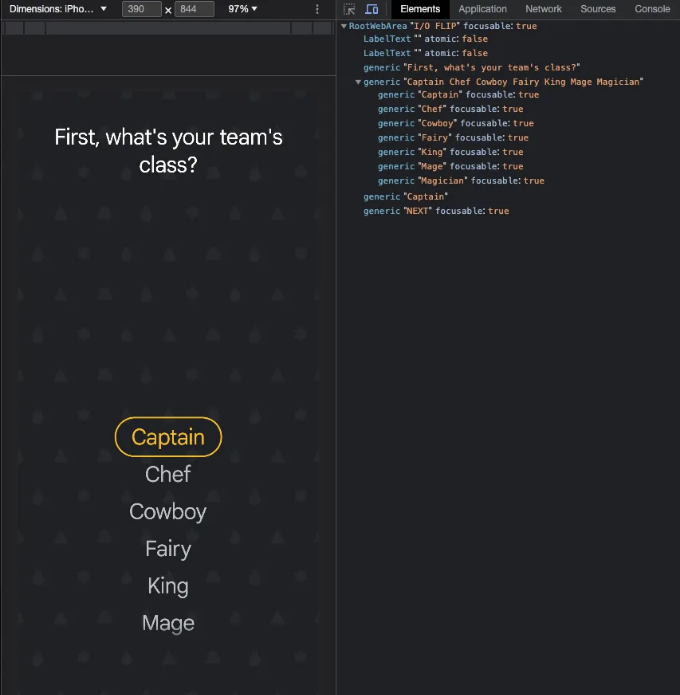 Dimensions: iPho... 390 × 844 97%
Elements Application Network Sources Console
First, what's your team's
class?
Captain
Chef
Cowboy
Fairy
King
Mage
RootWebArea "I/O FLIP" focusable: true
LabelText "" atomic: false
LabelText "" atomic: false
generic "First, what's your team's class?"
generic "Captain Chef Cowboy Fairy King Mage Magician"
generic "Captain" focusable: true
generic "Chef" focusable: true
generic "Cowboy" focusable: true
generic "Fairy" focusable: true
generic "King" focusable: true
generic "Mage" focusable: true
generic "Magician" focusable: true
generic "Captain"
generic "NEXT" focusable: true